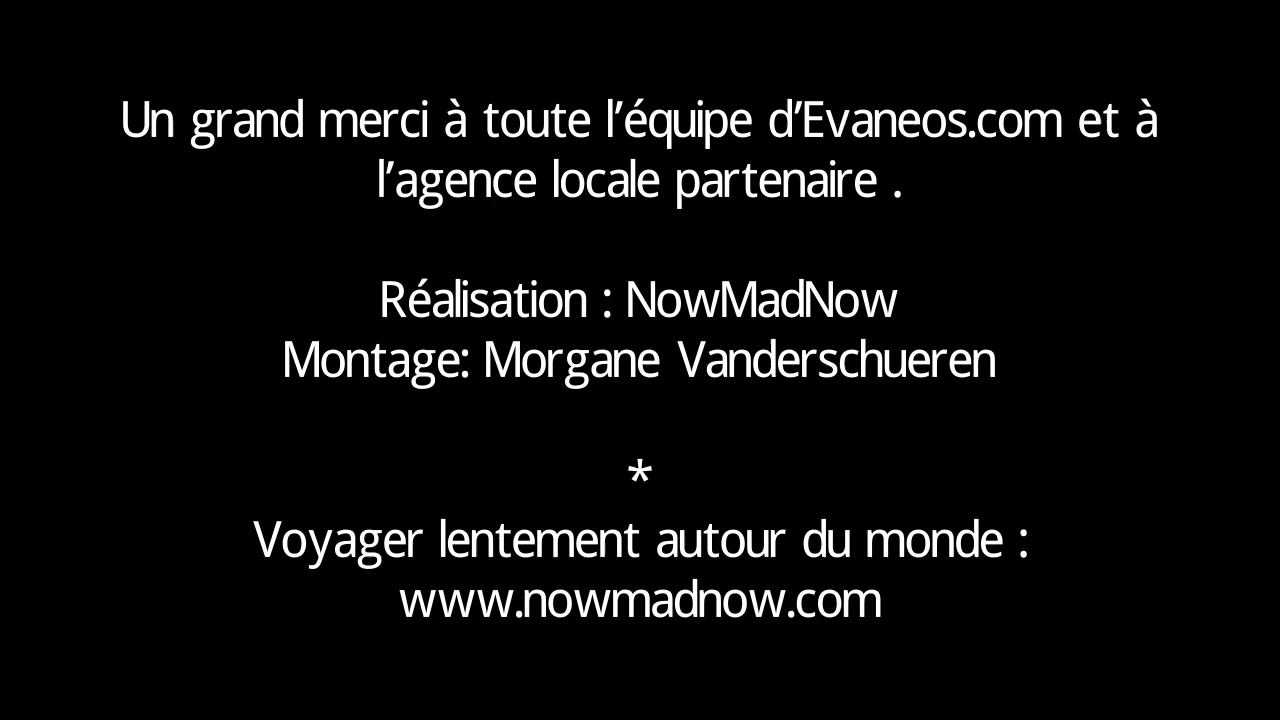 Un grand merci à toute l’équipe d’Evaneos.com et à
l’agence locale partenaire .
Réalisation : NowMadNow
Montage: Morgane Vanderschueren
*
Voyager lentement autour du monde :
www.nowmadnow.com